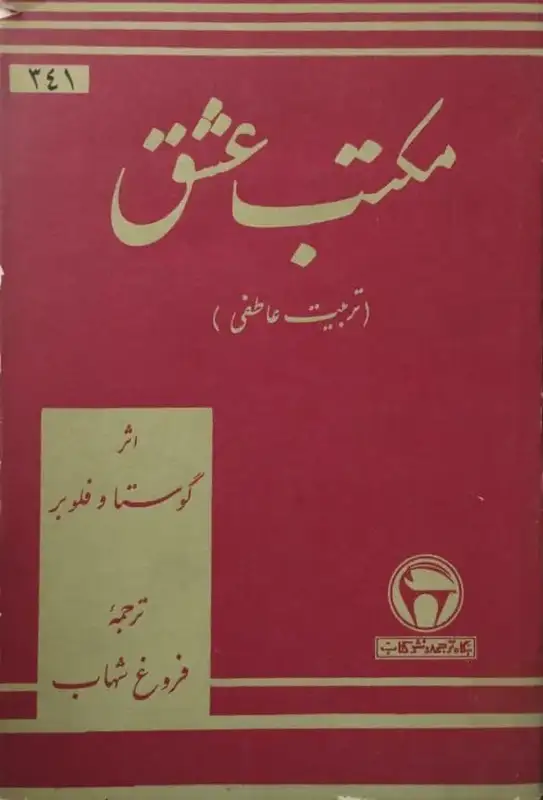 ۳۴۱
مکتب عشق
(تربیت عاطفی)
اثر
گوستاو فلوبر
ترجمهٔ
فروغ شهاب
بنگاه ترجمه و نشر کتاب